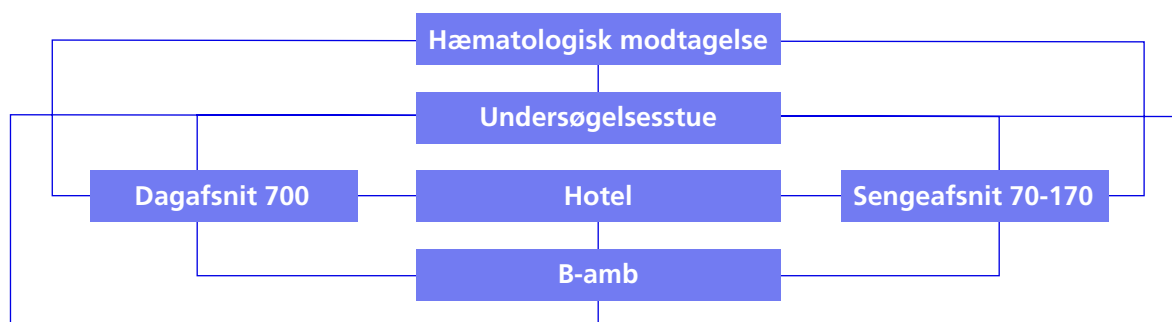 Hæmatologisk modtagelse
Undersøgelsesstue
Dagafsnit 700
Hotel
Sengeafsnit 70-170
B-amb